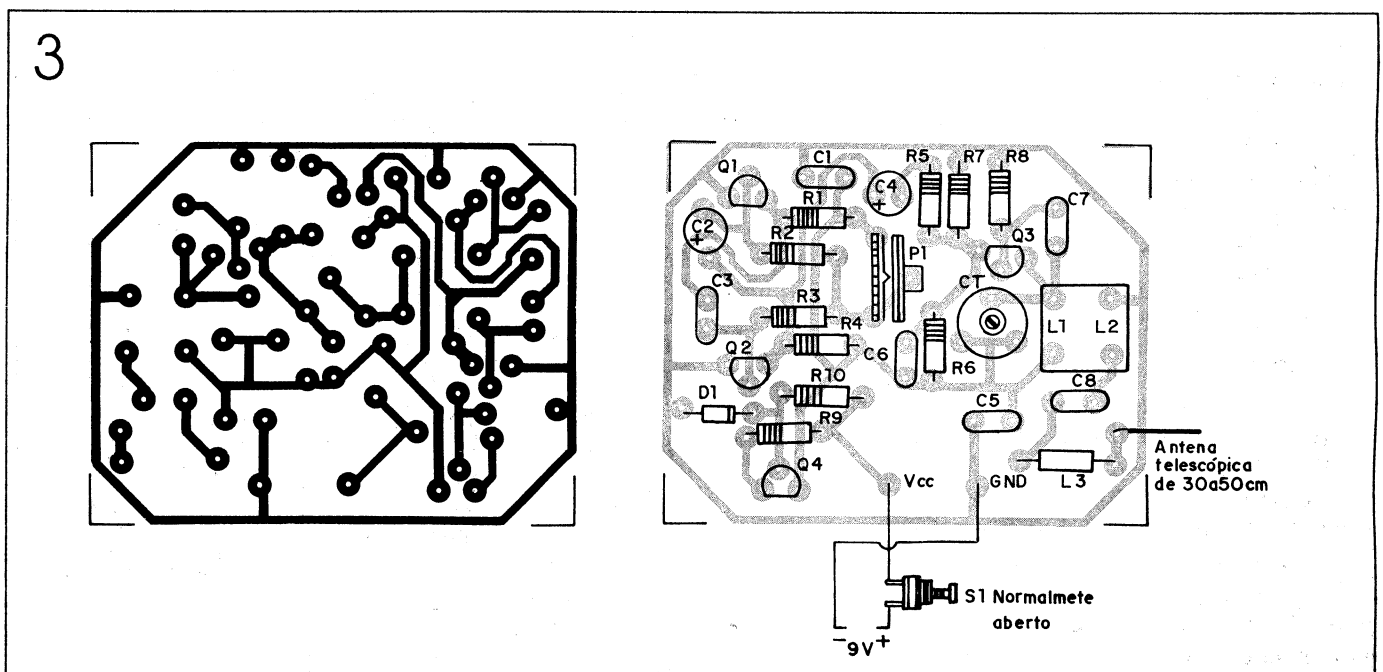 3
Q1
C1
R5
R7
R8
C4
+
C7
R1
C2
+
R2
Q3
P1
C3
CT
R3
R4
L1
L2
C6
Q2
R6
R10
C8
D1
C5
R9
Antena
telescópica
de 30a50cm
Q4
Vcc
GND
L3
S1 Normalmete
aberto
-9V+